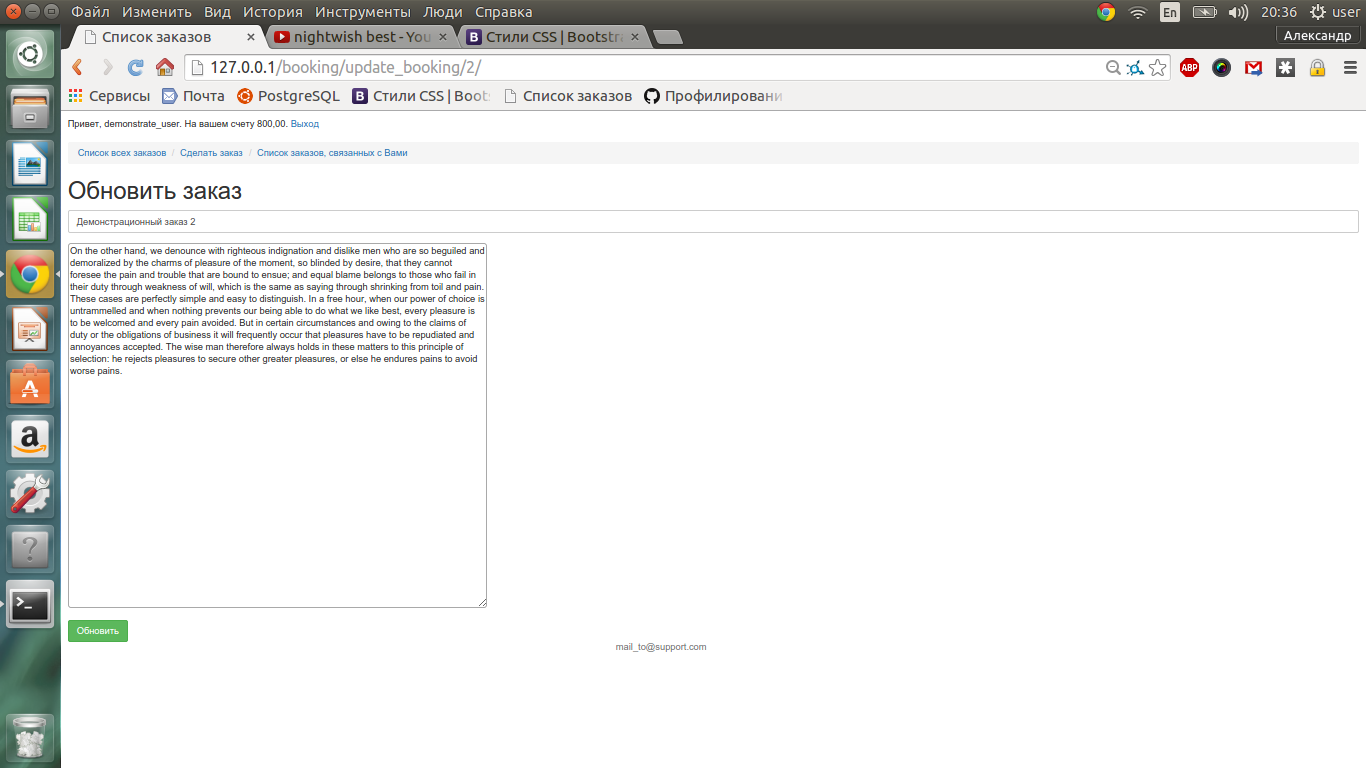 Файл Изменить Вид История Инструменты Люди Справка En 20:36 user
Список заказов nightwish best - You Стили CSS | Bootstra Александр
127.0.0.1/booking/update_booking/2/ ABP
Сервисы Почта PostgreSQL Стили CSS | Boots Список заказов Профилировани
Привет, demonstrate_user. На вашем счету 800,00. Выход
Список всех заказов / Сделать заказ / Список заказов, связанных с Вами
Обновить заказ
Демонстрационный заказ 2
On the other hand, we denounce with righteous indignation and dislike men who are so beguiled and
demoralized by the charms of pleasure of the moment, so blinded by desire, that they cannot
foresee the pain and trouble that are bound to ensue; and equal blame belongs to those who fail in
their duty through weakness of will, which is the same as saying through shrinking from toil and pain.
These cases are perfectly simple and easy to distinguish. In a free hour, when our power of choice is
untrammelled and when nothing prevents our being able to do what we like best, every pleasure is
to be welcomed and every pain avoided. But in certain circumstances and owing to the claims of
duty or the obligations of business it will frequently occur that pleasures have to be repudiated and
annoyances accepted. The wise man therefore always holds in these matters to this principle of
selection: he rejects pleasures to secure other greater pleasures, or else he endures pains to avoid
worse pains.
Обновить
mail_to@support.com